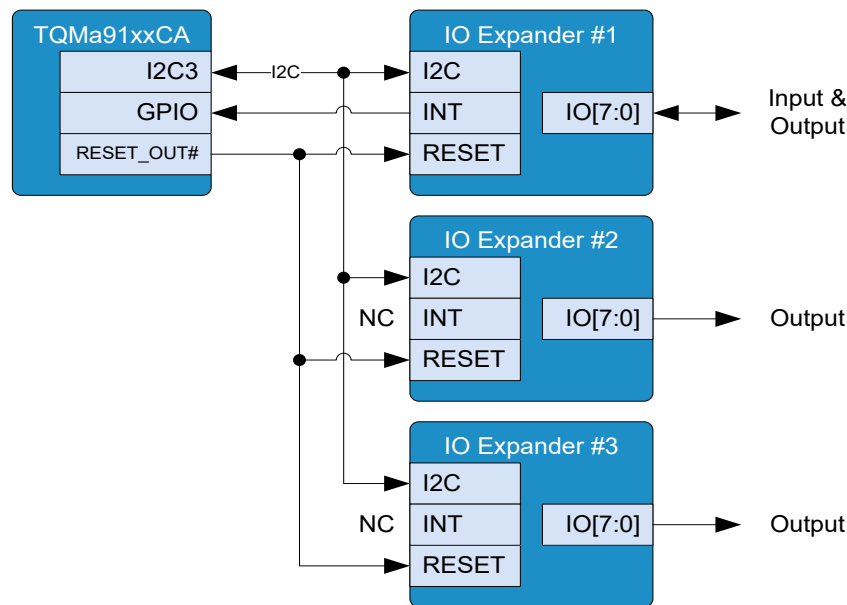 TQMa91xxCA
I2C3
GPIO
RESET_OUT#
I2C
IO Expander #1
I2C
INT
RESET
IO[7:0]
Input &
Output
IO Expander #2
I2C
NC
INT
RESET
IO[7:0]
Output
IO Expander #3
I2C
NC
INT
RESET
IO[7:0]
Output